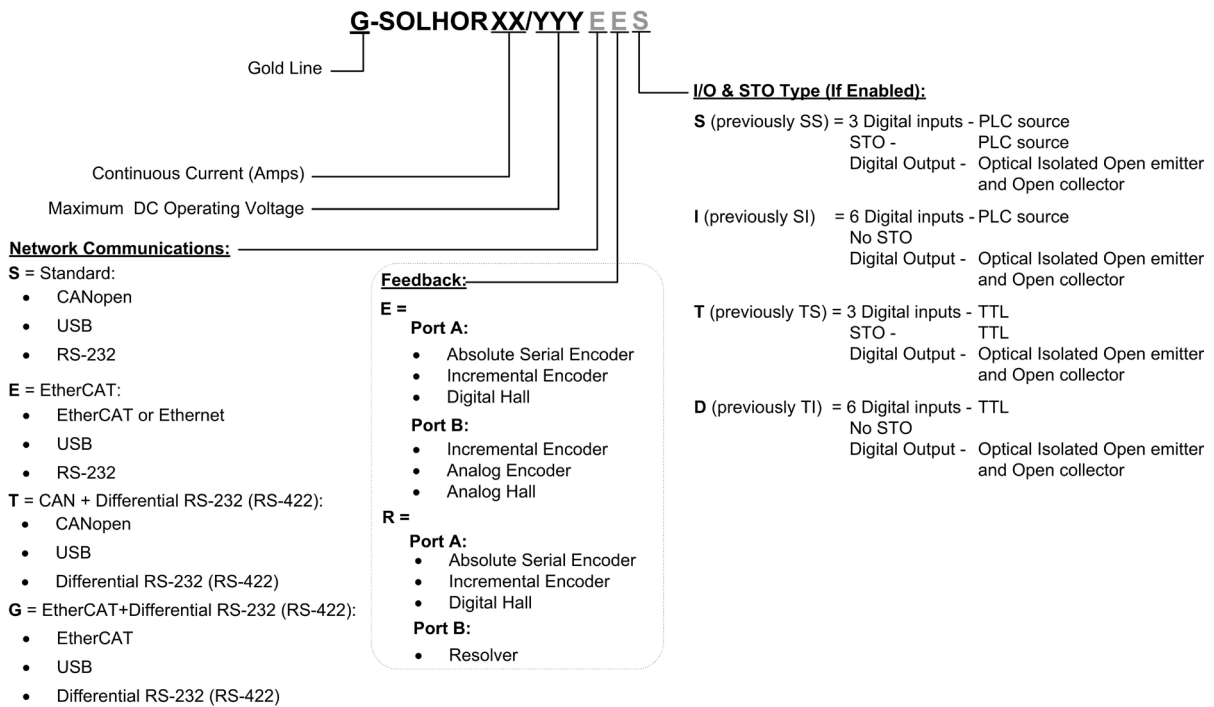 G-SOLHORXX/YYY E E S
Gold Line
Continuous Current (Amps)
Maximum DC Operating Voltage
Network Communications:
S = Standard:
• CANopen
• USB
• RS-232
E = EtherCAT:
• EtherCAT or Ethernet
• USB
• RS-232
T = CAN + Differential RS-232 (RS-422):
• CANopen
• USB
• Differential RS-232 (RS-422)
G = EtherCAT+Differential RS-232 (RS-422):
• EtherCAT
• USB
• Differential RS-232 (RS-422)
Feedback:
E =
Port A:
• Absolute Serial Encoder
• Incremental Encoder
• Digital Hall
Port B:
• Incremental Encoder
• Analog Encoder
• Analog Hall
R =
Port A:
• Absolute Serial Encoder
• Incremental Encoder
• Digital Hall
Port B:
• Resolver
I/O & STO Type (If Enabled):
S (previously SS) = 3 Digital inputs - PLC source
STO - PLC source
Digital Output - Optical Isolated Open emitter
and Open collector
I (previously SI) = 6 Digital inputs - PLC source
No STO
Digital Output - Optical Isolated Open emitter
and Open collector
T (previously TS) = 3 Digital inputs - TTL
STO - TTL
Digital Output - Optical Isolated Open emitter
and Open collector
D (previously TI) = 6 Digital inputs - TTL
No STO
Digital Output - Optical Isolated Open emitter
and Open collector